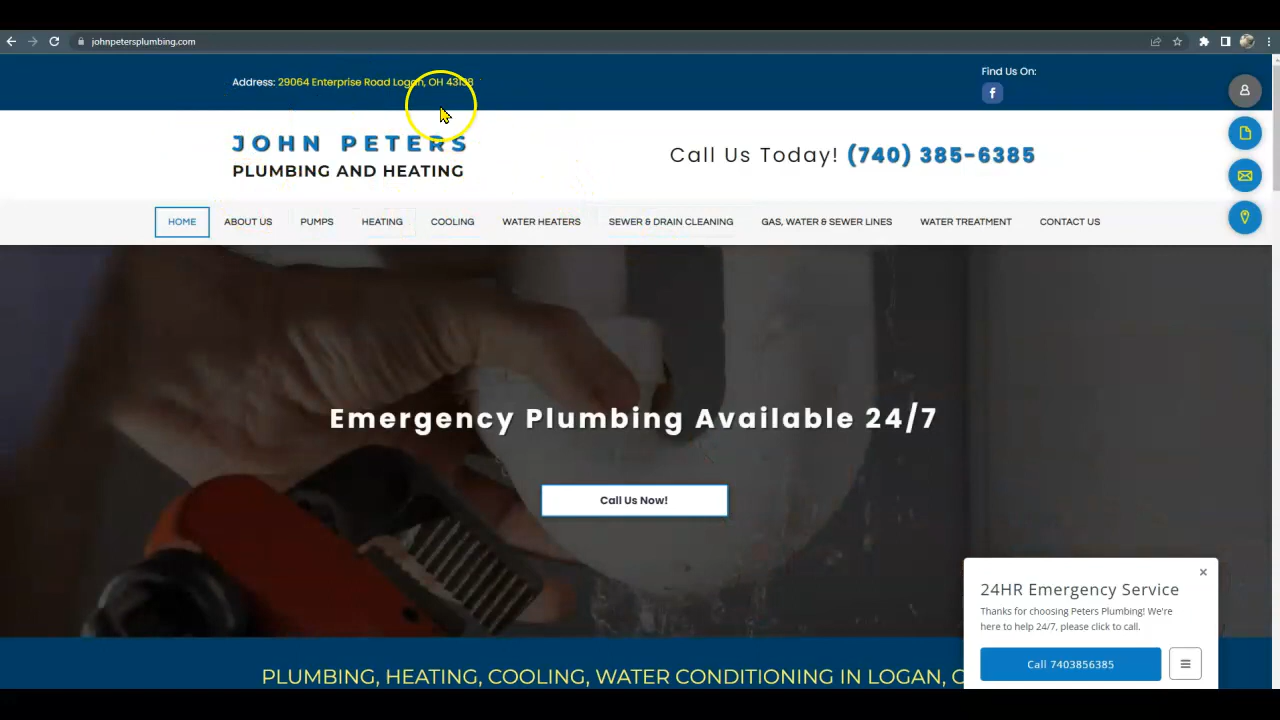 johnpetersplumbing.com
Address: 29064 Enterprise Road Logan, OH 43138
Find Us On:
JOHN PETERS
PLUMBING AND HEATING
Call Us Today! (740) 385-6385
HOME ABOUT US PUMPS HEATING COOLING WATER HEATERS SEWER & DRAIN CLEANING GAS, WATER & SEWER LINES WATER TREATMENT CONTACT US
Emergency Plumbing Available 24/7
Call Us Now!
24HR Emergency Service
Thanks for choosing Peters Plumbing! We're
here to help 24/7, please click to call.
Call 7403856385
PLUMBING, HEATING, COOLING, WATER CONDITIONING IN LOGAN,